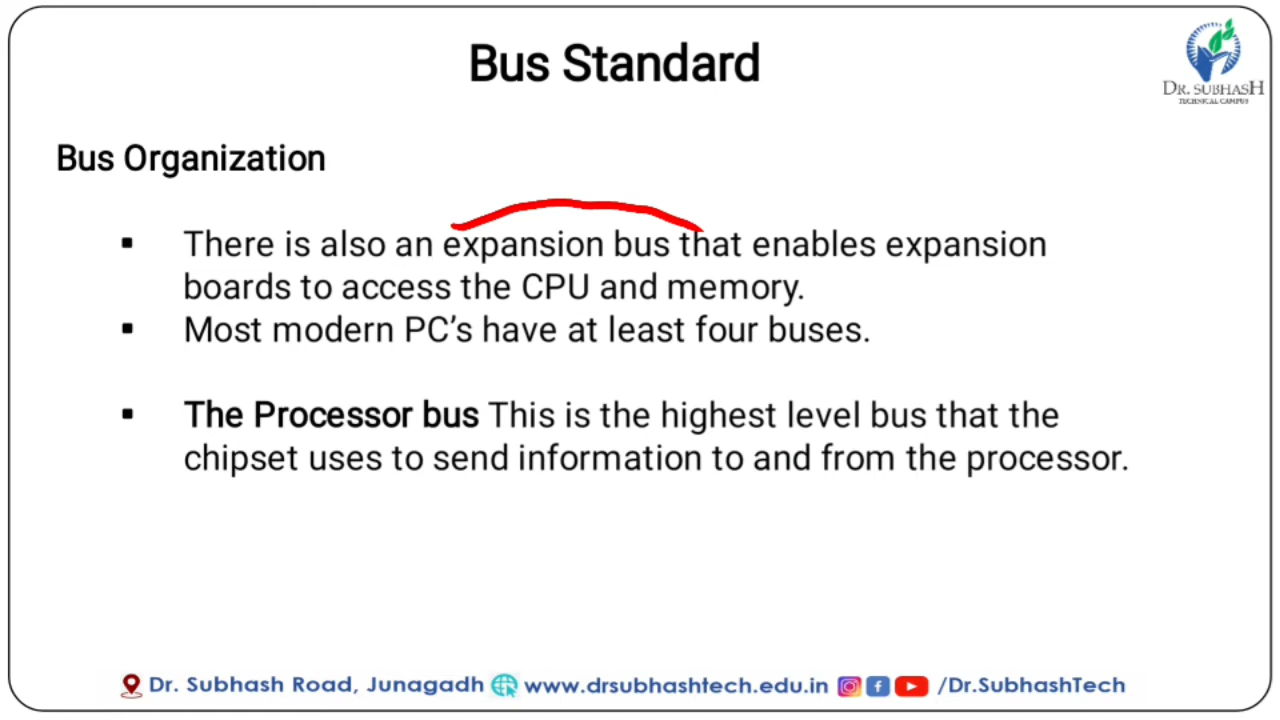 Bus Standard
DR. SUBHASH
TECHNICAL CAMPUS
Bus Organization
▪ There is also an expansion bus that enables expansion
boards to access the CPU and memory.
▪ Most modern PC’s have at least four buses.
▪ The Processor bus This is the highest level bus that the
chipset uses to send information to and from the processor.
Dr. Subhash Road, Junagadh www.drsubhashtech.edu.in /Dr.SubhashTech